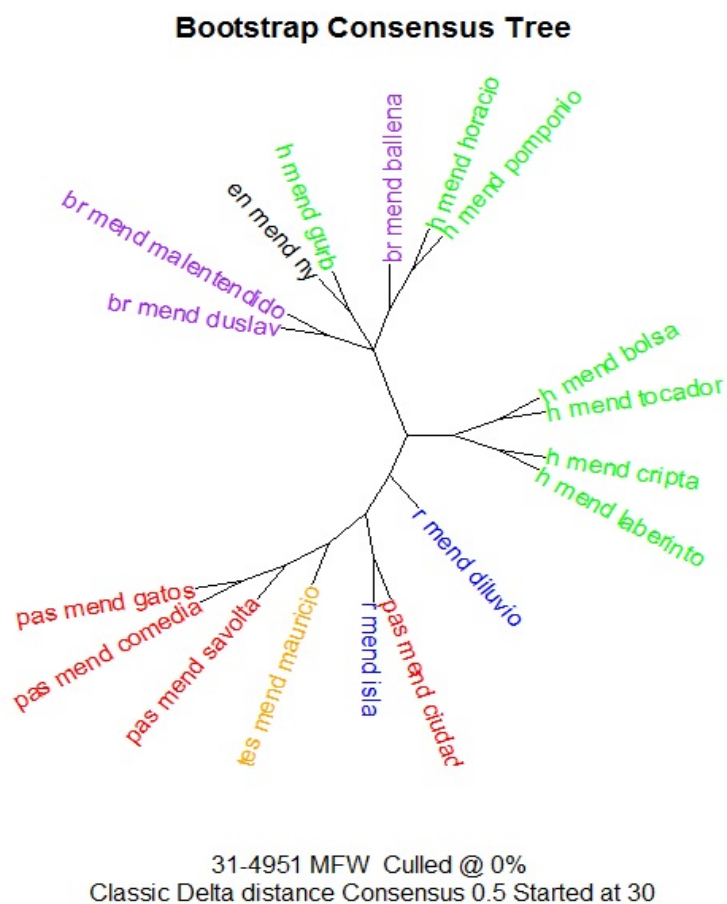 Bootstrap Consensus Tree
br mend ballena
h mend horacio
h mend pomponio
h mend gurb
en mend ny
br mend malentendido
br mend duslav
h mend bolsa
h mend tocador
h mend cripta
h mend laberinto
r mend diluvio
pas mend ciudad
r mend isla
tes mend mauricio
pas mend savolta
pas mend comedia
pas mend gatos
31-4951 MFW Culled @ 0%
Classic Delta distance Consensus 0.5 Started at 30